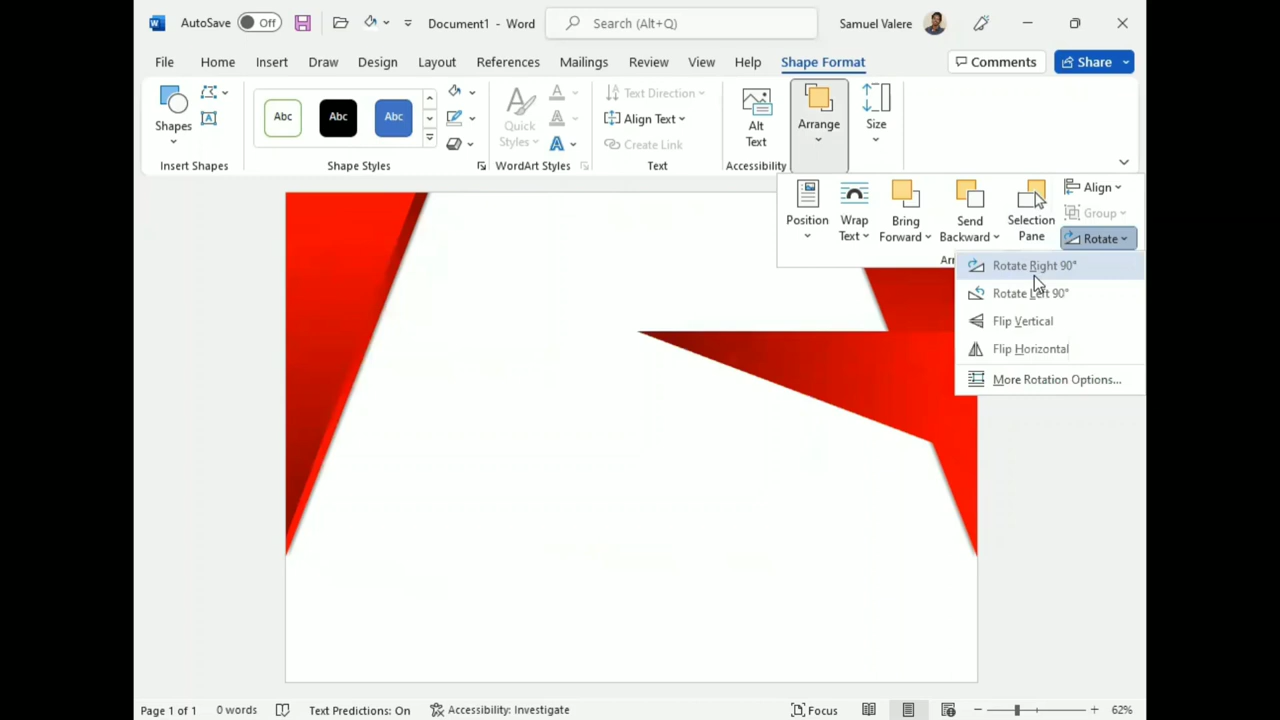 AutoSave Off Document1 - Word Search (Alt+Q) Samuel Valere
File Home Insert Draw Design Layout References Mailings Review View Help Shape Format Comments Share
Shapes
Insert Shapes
Abc Abc Abc
Shape Styles
Quick
Styles
WordArt Styles
Text Direction
Align Text
Create Link
Text
Alt
Text
Accessibility
Arrange
Size
Position
Wrap
Text
Bring
Forward
Send
Backward
Selection
Pane
Align
Group
Rotate
Rotate Right 90°
Rotate Left 90°
Flip Vertical
Flip Horizontal
More Rotation Options...
Page 1 of 1 0 words Text Predictions: On Accessibility: Investigate Focus 62%